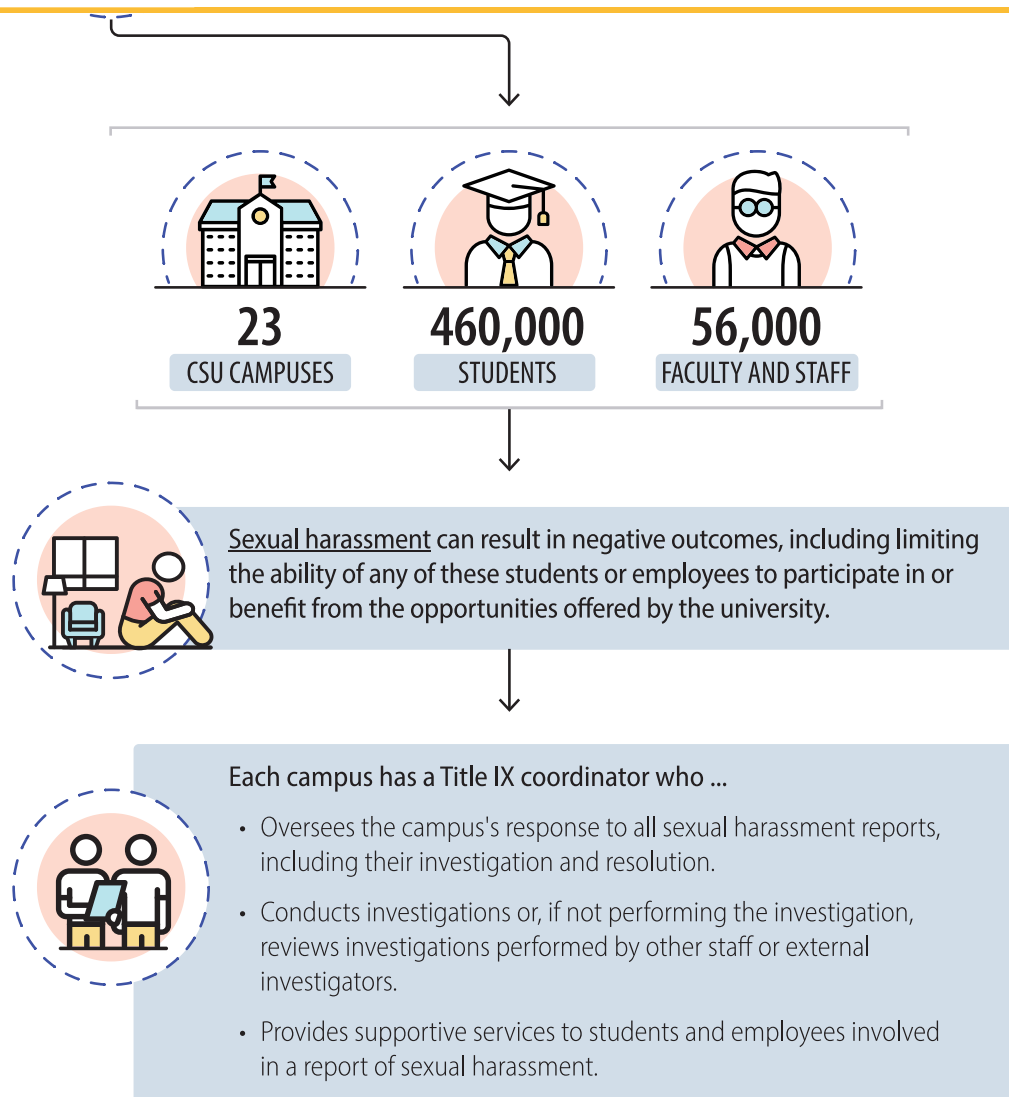 23
CSU CAMPUSES
460,000
STUDENTS
56,000
FACULTY AND STAFF
Sexual harassment can result in negative outcomes, including limiting
the ability of any of these students or employees to participate in or
benefit from the opportunities offered by the university.
Each campus has a Title IX coordinator who ...
• Oversees the campus's response to all sexual harassment reports,
including their investigation and resolution.
• Conducts investigations or, if not performing the investigation,
reviews investigations performed by other staff or external
investigators.
• Provides supportive services to students and employees involved
in a report of sexual harassment.